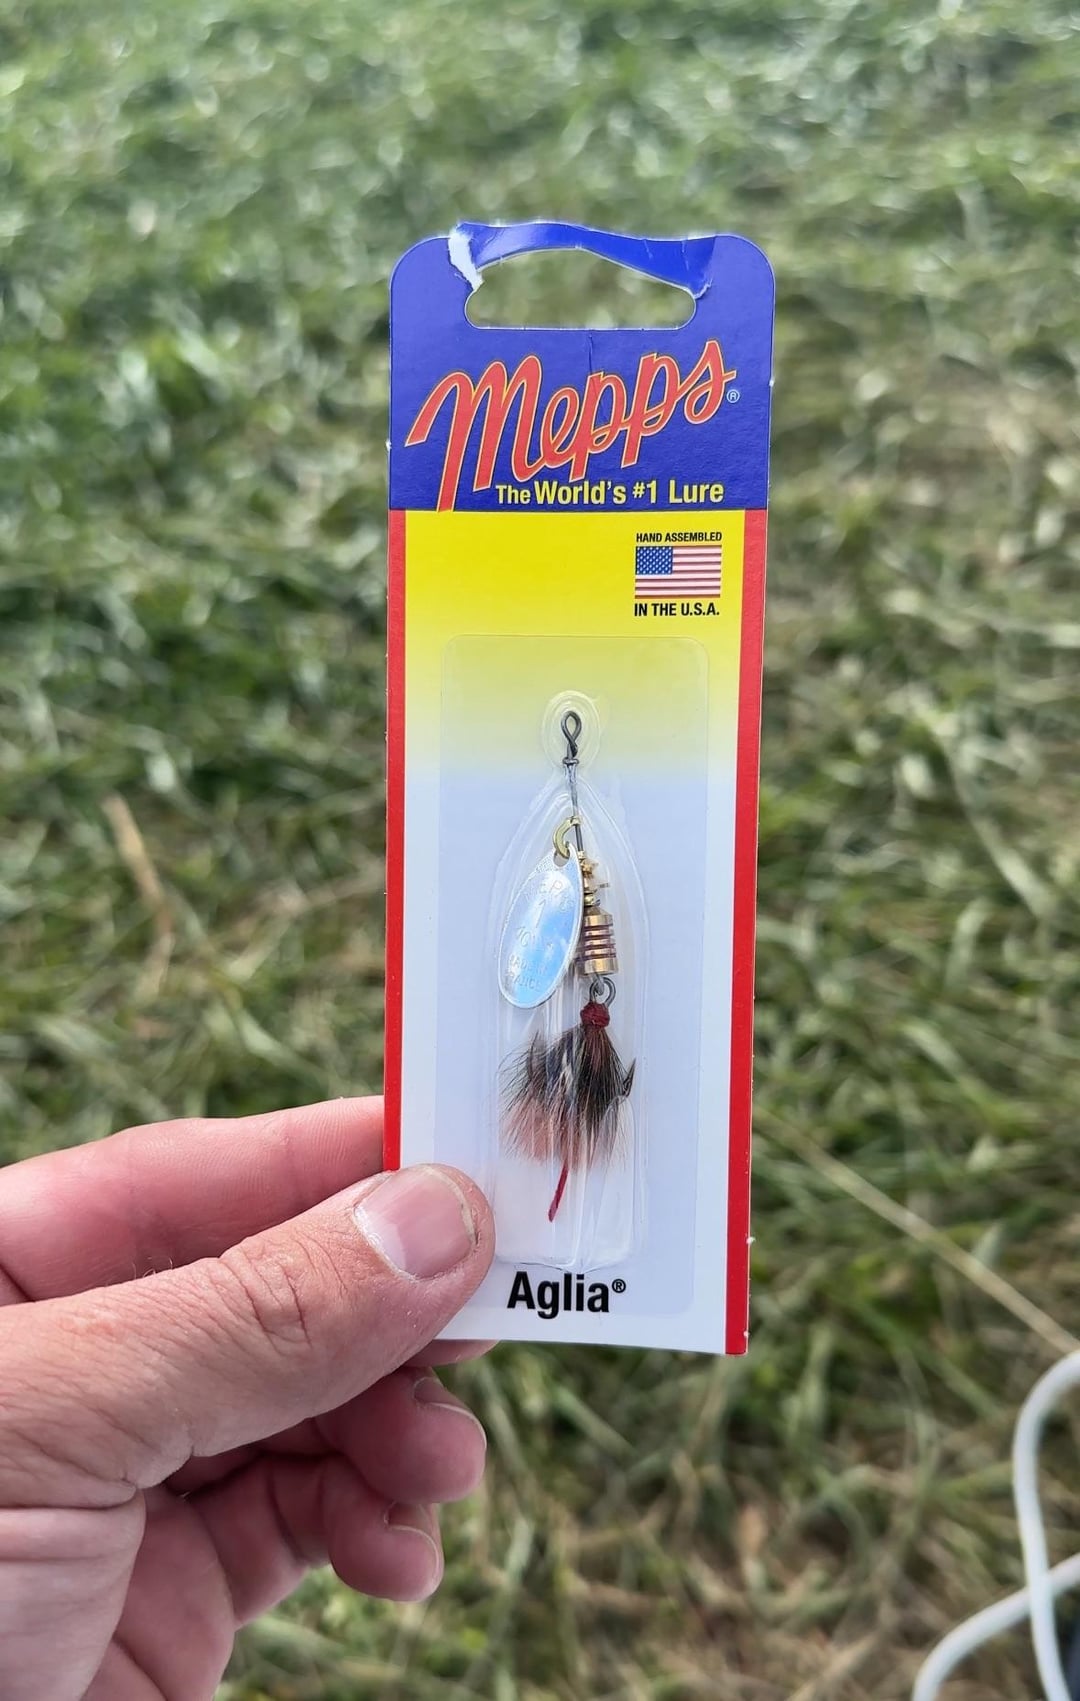 Mepps®
The World's #1 Lure
HAND ASSEMBLED
IN THE U.S.A.
Aglia®